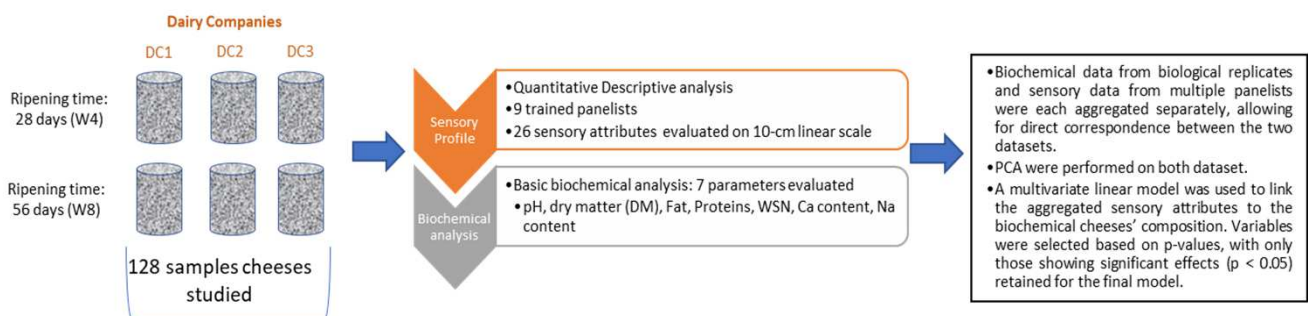 Dairy Companies
DC1 DC2 DC3
Ripening time:
28 days (W4)
Ripening time:
56 days (W8)
128 samples cheeses
studied
Sensory
Profile
•Quantitative Descriptive analysis
•9 trained panelists
•26 sensory attributes evaluated on 10-cm linear scale
Biochemical
analysis
•Basic biochemical analysis: 7 parameters evaluated
•pH, dry matter (DM), Fat, Proteins, WSN, Ca content, Na
content
•Biochemical data from biological replicates
and sensory data from multiple panelists
were each aggregated separately, allowing
for direct correspondence between the two
datasets.
•PCA were performed on both dataset.
•A multivariate linear model was used to link
the aggregated sensory attributes to the
biochemical cheeses’ composition. Variables
were selected based on p-values, with only
those showing significant effects (p < 0.05)
retained for the final model.